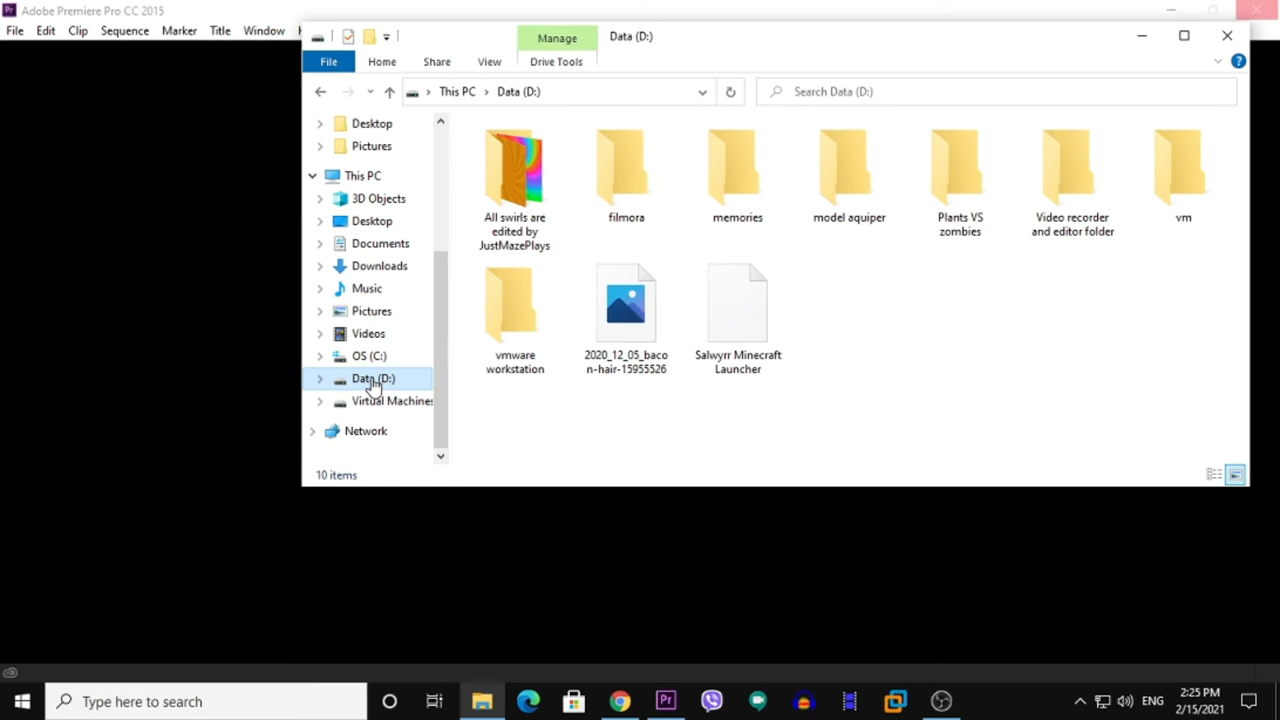 Adobe Premiere Pro CC 2015
File Edit Clip Sequence Marker Title Window
Manage Data (D:)
File Home Share View Drive Tools
This PC Data (D:) Search Data (D:)
Desktop
Pictures
This PC
3D Objects
Desktop
Documents
Downloads
Music
Pictures
Videos
OS (C:)
Data (D:)
Virtual Machines
Network
All swirls are
edited by
JustMazePlays
filmora
memories
model aquiper
Plants VS
zombies
Video recorder
and editor folder
vm
vmware
workstation
2020_12_05_baco
n-hair-15955526
Salwyrr Minecraft
Launcher
10 items
Type here to search
ENG
2:25 PM
2/15/2021